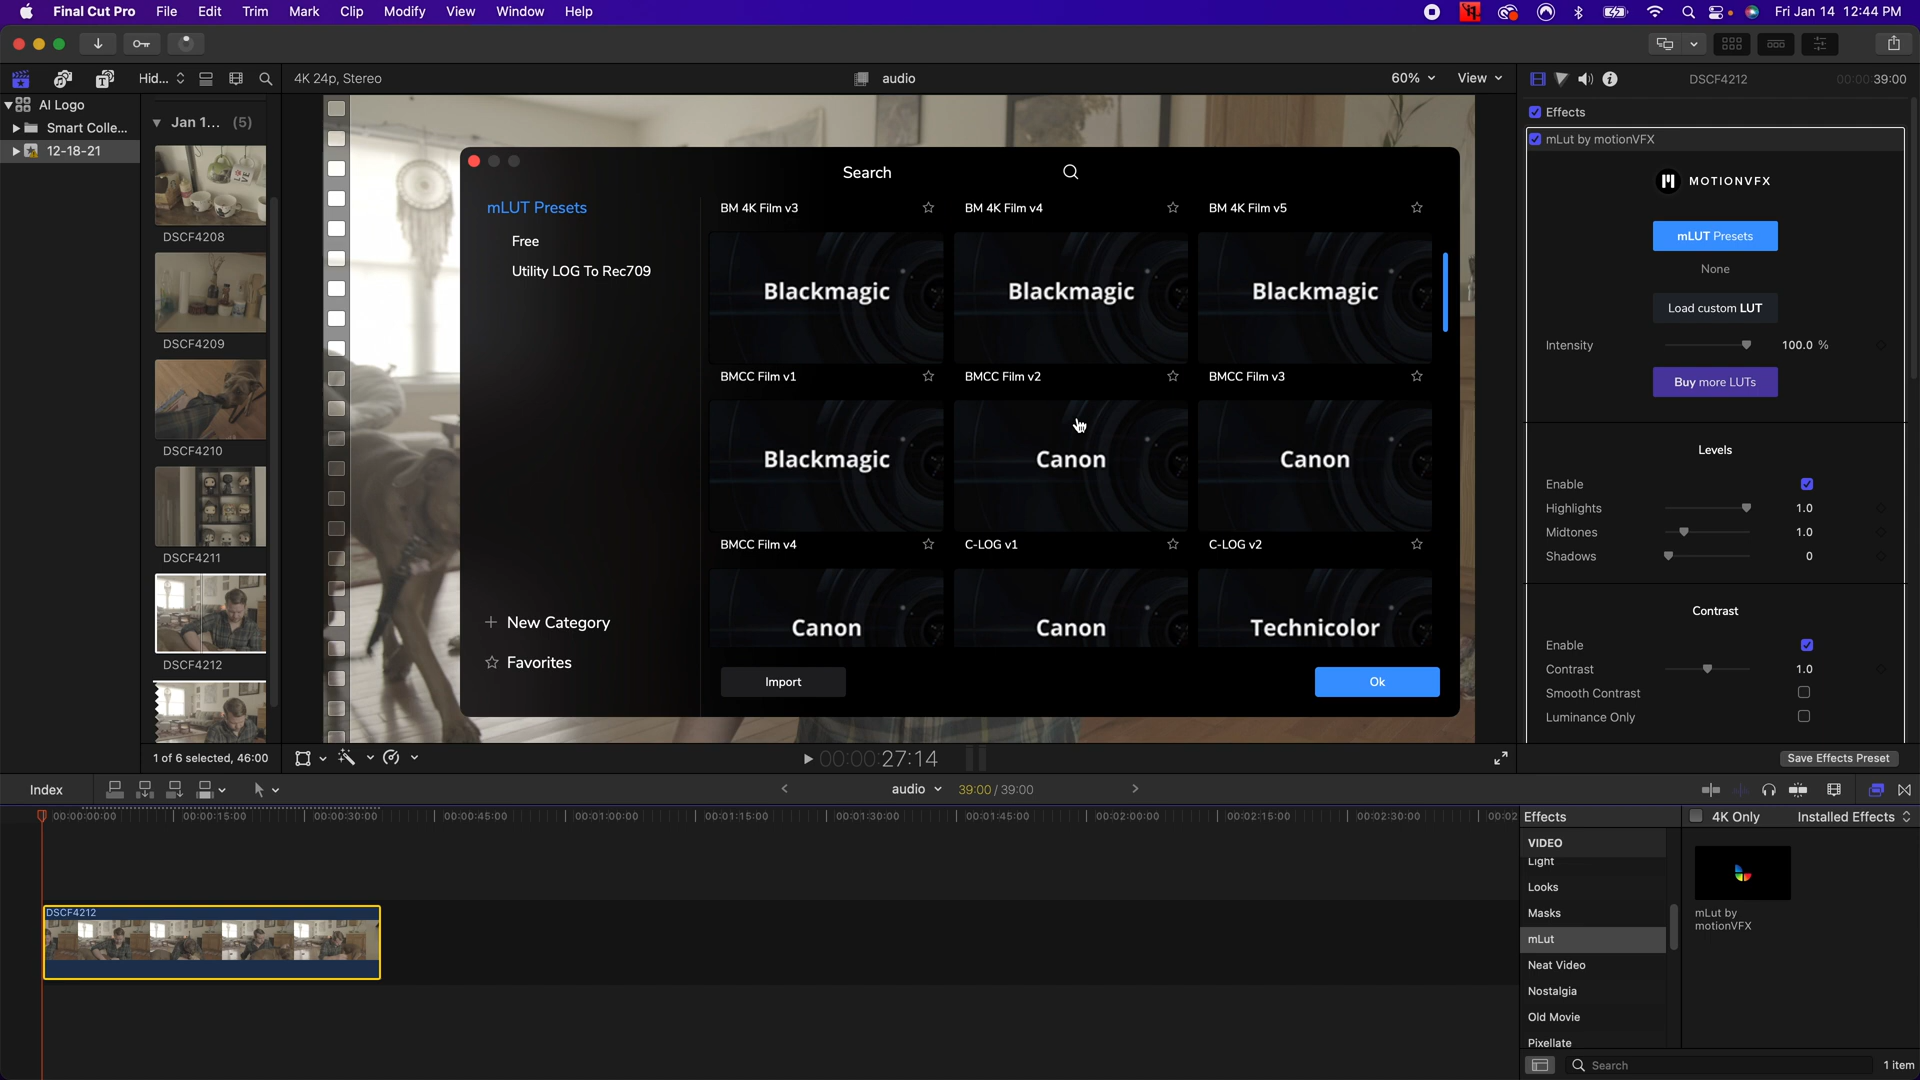 Final Cut Pro File Edit Trim Mark Clip Modify View Window Help Fri Jan 14 12:44 PM
Hid... 4K 24p, Stereo audio 60% View DSCF4212 00:00:39:00
AI Logo
Smart Colle...
12-18-21
Jan 1... (5)
DSCF4208
DSCF4209
DSCF4210
DSCF4211
DSCF4212
1 of 6 selected, 46:00
Search
mLUT Presets
Free
Utility LOG To Rec709
New Category
Favorites
BM 4K Film v3 BM 4K Film v4 BM 4K Film v5
Blackmagic Blackmagic Blackmagic
BMCC Film v1 BMCC Film v2 BMCC Film v3
Blackmagic Canon Canon
BMCC Film v4 C-LOG v1 C-LOG v2
Canon Canon Technicolor
Import Ok
00:00:27:14
Effects
mLut by motionVFX
MOTIONVFX
mLUT Presets
None
Load custom LUT
Intensity 100.0 %
Buy more LUTs
Levels
Enable
Highlights 1.0
Midtones 1.0
Shadows 0
Contrast
Enable
Contrast 1.0
Smooth Contrast
Luminance Only
Save Effects Preset
Index audio 39:00 / 39:00
00:00:00:00 00:00:15:00 00:00:30:00 00:00:45:00 00:01:00:00 00:01:15:00 00:01:30:00 00:01:45:00 00:02:00:00 00:02:15:00 00:02:30:00 00:02
DSCF4212
Effects 4K Only Installed Effects
VIDEO
Light
Looks
Masks
mLut
Neat Video
Nostalgia
Old Movie
Pixellate
mLut by
motionVFX
Search 1 item